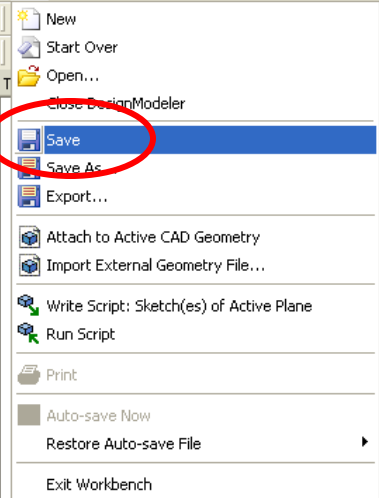 New
Start Over
Open...
T
Close DesignModeler
Save
Save As...
Export...
Attach to Active CAD Geometry
Import External Geometry File...
Write Script: Sketch(es) of Active Plane
Run Script
Print
Auto-save Now
Restore Auto-save File
Exit Workbench